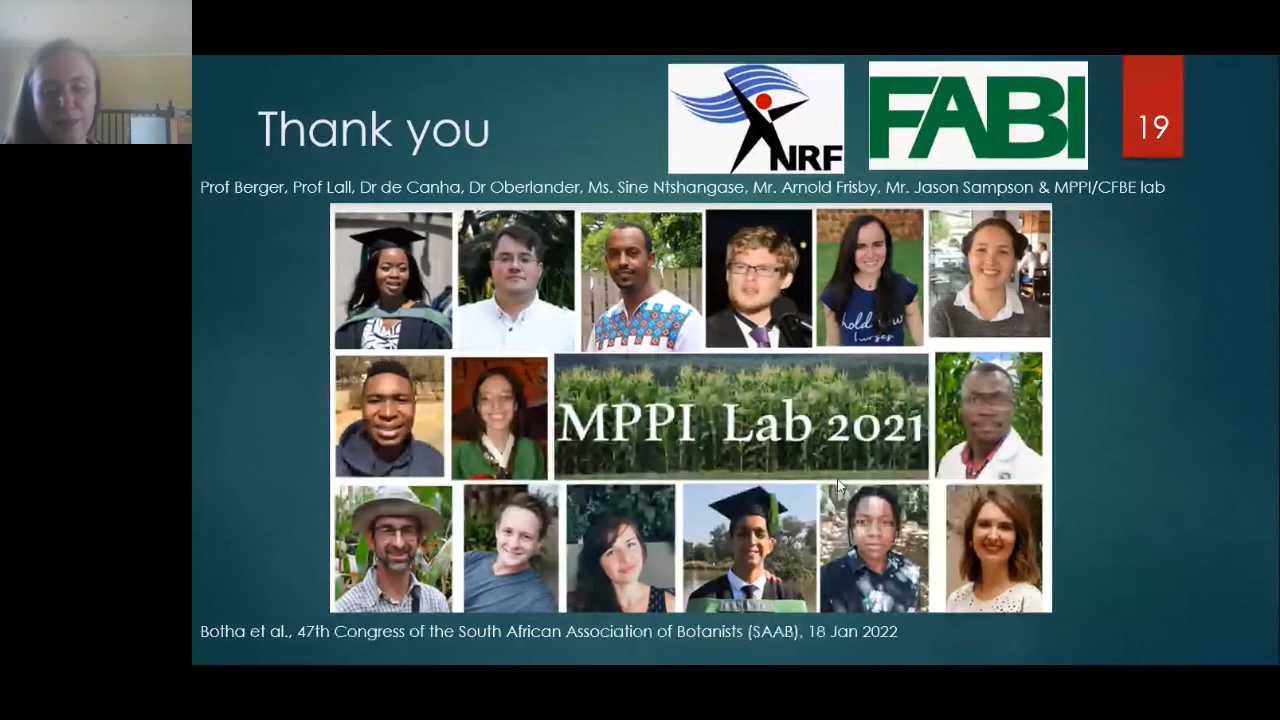 Thank you
NRF
FABI
19
Prof Berger, Prof Lall, Dr de Canha, Dr Oberlander, Ms. Sine Ntshangase, Mr. Arnold Frisby, Mr. Jason Sampson & MPPI/CFBE lab
MPPI Lab 2021
Botha et al., 47th Congress of the South African Association of Botanists (SAAB), 18 Jan 2022